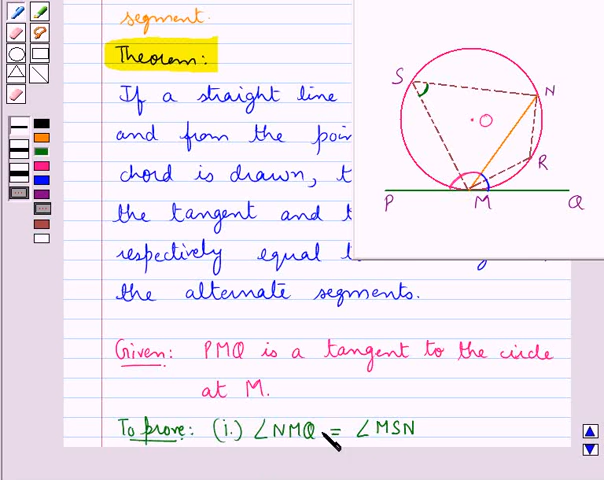 segment.
Theorem:
If a straight line
and from the poin
chord is drawn, t
the tangent and t
respectively equal t
the alternate segments.
Given: PMQ is a tangent to the circle
at M.
To prove: (i.) ∠NMQ = ∠MSN
S
N
O
R
P
M
Q